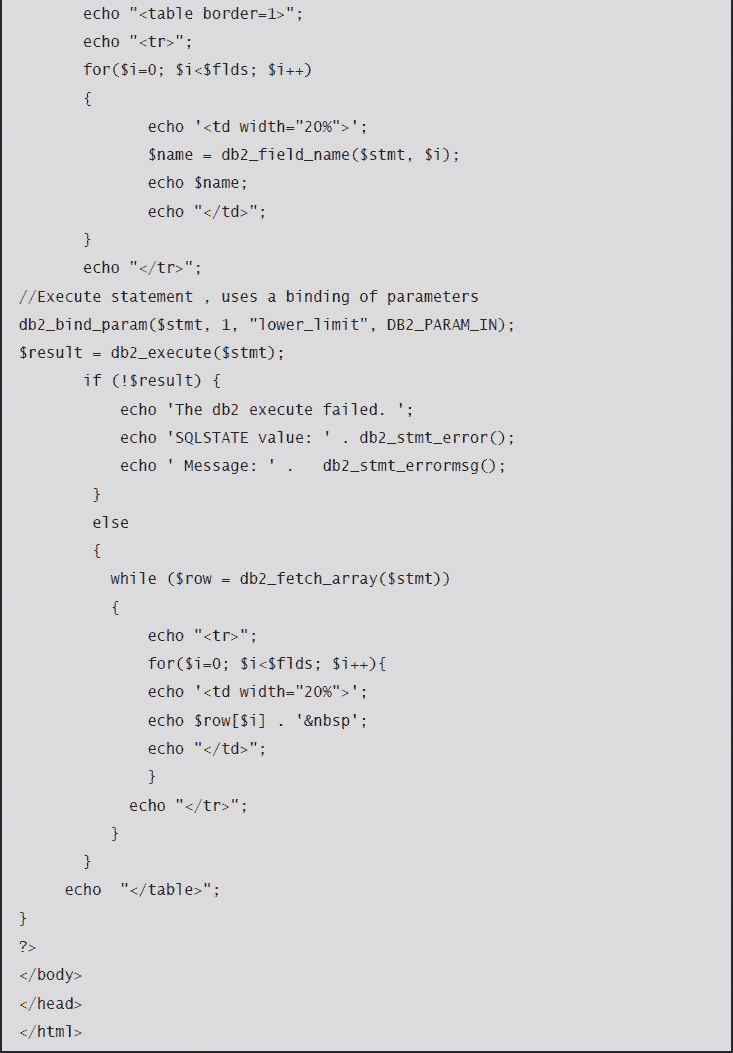 echo "<table border=1>";
echo "<tr>";
for($i=0; $i<$flds; $i++)
{
echo '<td width="20%">';
$name = db2_field_name($stmt, $i);
echo $name;
echo "</td>";
}
echo "</tr>";
//Execute statement , uses a binding of parameters
db2_bind_param($stmt, 1, "lower_limit", DB2_PARAM_IN);
$result = db2_execute($stmt);
if (!$result) {
echo 'The db2 execute failed. ';
echo 'SQLSTATE value: ' . db2_stmt_error();
echo ' Message: ' .   db2_stmt_errormsg();
}
else
{
while ($row = db2_fetch_array($stmt))
{
echo "<tr>";
for($i=0; $i<$flds; $i++){
echo '<td width="20%">';
echo $row[$i] . '&nbsp';
echo "</td>";
}
echo "</tr>";
}
}
echo  "</table>";
}
?>
</body>
</head>
</html>